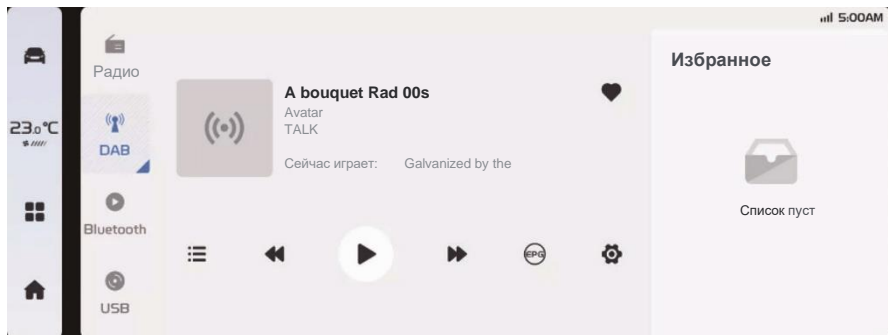 5:00AM
23.0°C
Радио
DAB
Bluetooth
USB
A bouquet Rad 00s
Avatar
TALK
Сейчас играет: Galvanized by the
EPG
Избранное
Список пуст